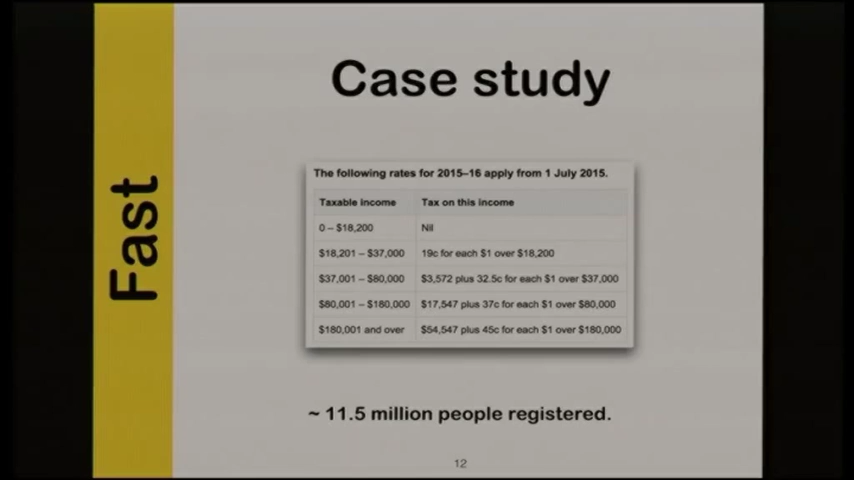 Case study
Fast
The following rates for 2015–16 apply from 1 July 2015.
Taxable income Tax on this income
0 – $18,200 Nil
$18,201 – $37,000 19c for each $1 over $18,200
$37,001 – $80,000 $3,572 plus 32.5c for each $1 over $37,000
$80,001 – $180,000 $17,547 plus 37c for each $1 over $80,000
$180,001 and over $54,547 plus 45c for each $1 over $180,000
~ 11.5 million people registered.
12